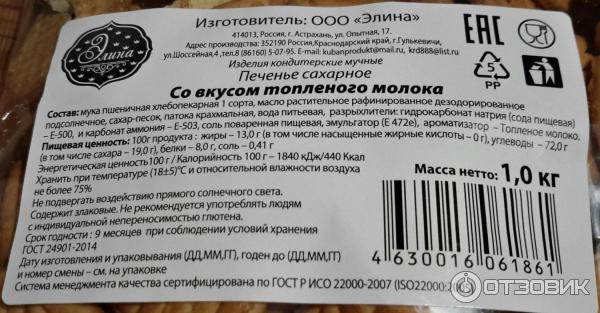 Изготовитель: ООО «Элина»
414013, Россия, г. Астрахань, ул. Остравская, д.17
Адрес производства: 352190 Россия, Краснодарский край, г.Гулькевичи,
ул.Шоссейная,4 ,тел.8 (86160) 5-07-95. E-mail: kubanprodukt@mail.ru, krd888@list.ru
Элина
EAC
5
PP
Изделия кондитерские мучные
Печенье сахарное
Со вкусом топленого молока
Состав: мука пшеничная хлебопекарная 1 сорта, масло растительное рафинированное дезодорированное
подсолнечное, сахар-песок, патока крахмальная, вода питьевая, разрыхлители: гидрокарбонат натрия (сода пищевая)
– Е-500, и карбонат аммония – Е-503, соль поваренная пищевая, эмульгатор (Е 472е), ароматизатор – Топленое молоко.
Пищевая ценность: 100г продукта : жиры – 13,0 г (в том числе насыщенные жирные кислоты – 0г), углеводы – 72,0 г
(в том числе сахара – 19,0г), белки – 8,0 г, соль – 0,41 г
Энергетическая ценность100 г / Калорийность 100 г – 1840 кДж/440 Ккал
Хранить при температуре (18±5)°С и относительности влажности воздуха
не более 75%
Не подвергать воздействию прямого солнечного света.
Содержит злаковые. Не рекомендуется употреблять людям
с индивидуальной непереносимостью глютена.
Срок годности : 9 месяцев при соблюдении условий хранения
ГОСТ 24901-2014
Дату изготовления и упаковывания (ДД,ММ,ГГ), годен до (ДД,ММ,ГГ)
и номер смены – см. на упаковке
Система менеджмента качества сертифицирована по ГОСТ Р ИСО 22000-2007 (ISO22000:2005)
Масса нетто: 1,0 кг
4630016061861
ОТЗОВИК